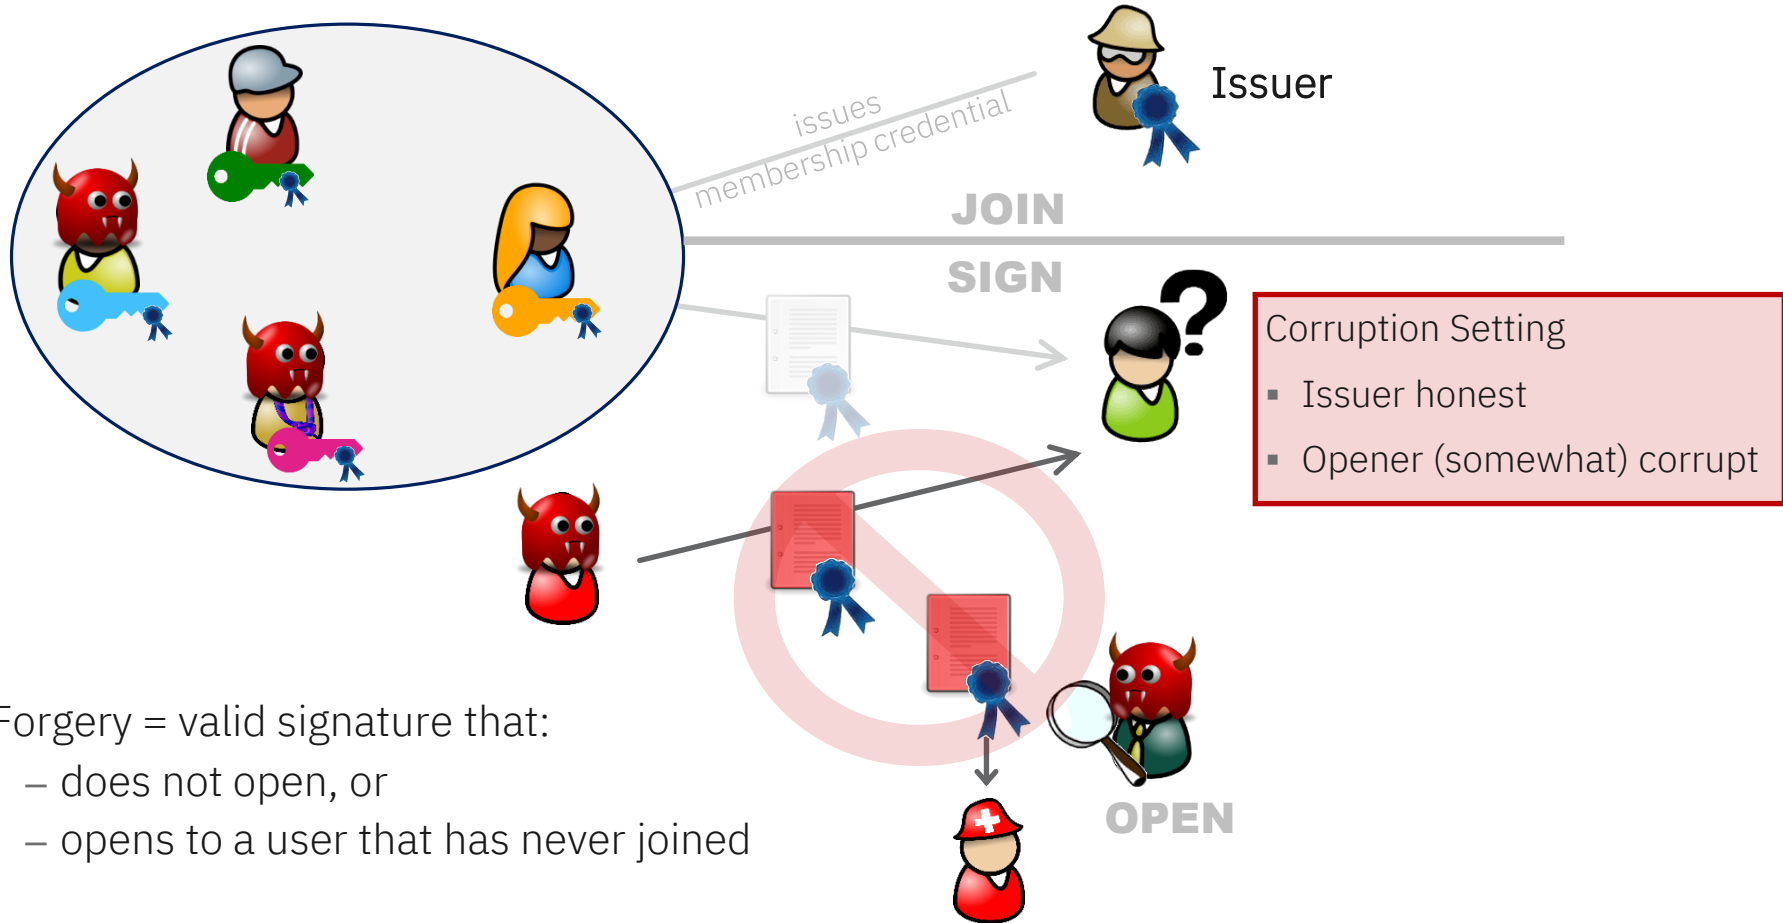 Issuer
issues
membership credential
JOIN
SIGN
?
Corruption Setting
▪ Issuer honest
▪ Opener (somewhat) corrupt
Forgery = valid signature that:
– does not open, or
– opens to a user that has never joined
OPEN